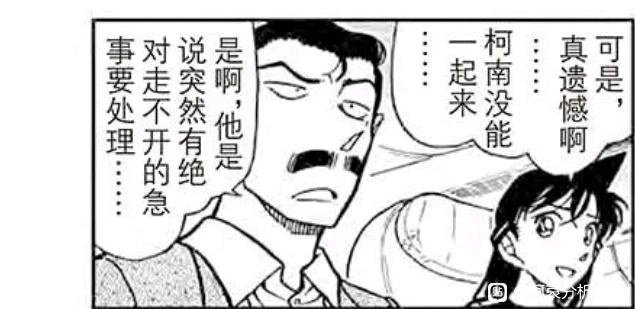 可是，
真遗憾啊
……
柯南没能
一起来
……
是啊，他是
说突然有绝
对走不开的急
事要处理……